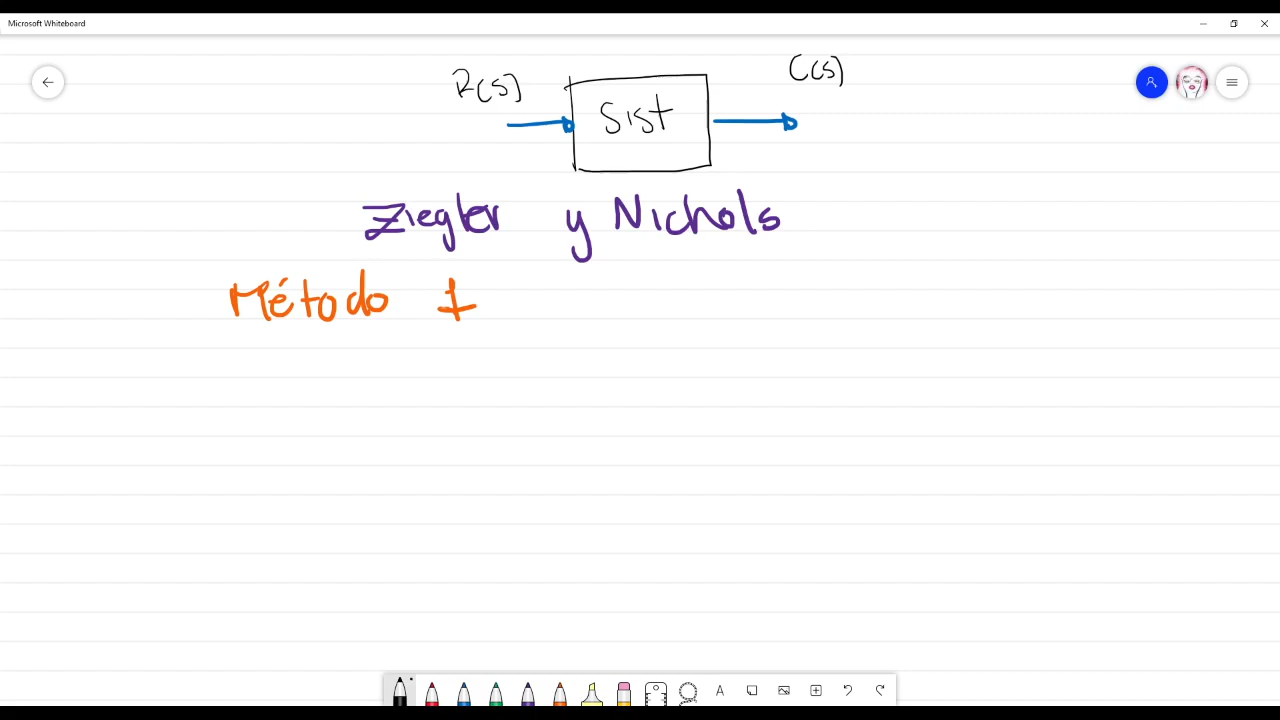 Microsoft Whiteboard
R(s) C(s)
Sist
Ziegler y Nichols
Método 1
A